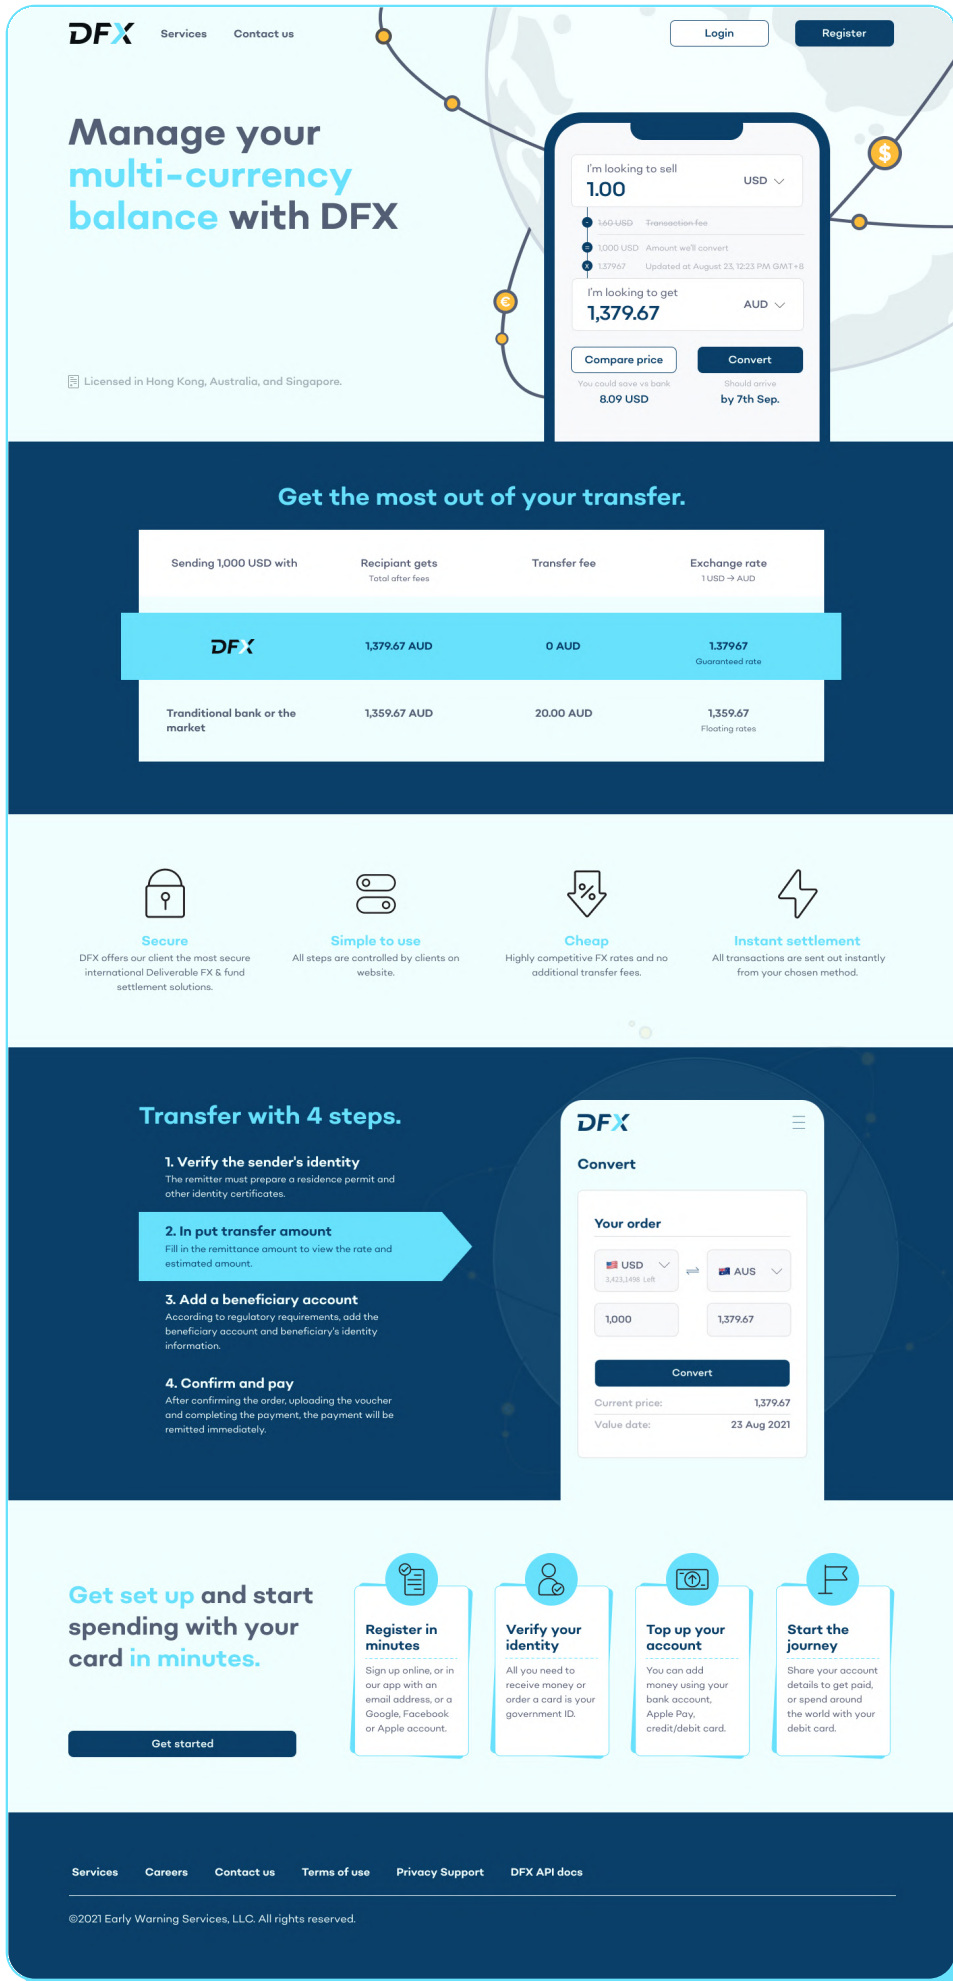 DFX Services Contact us Login Register
Manage your
multi-currency
balance with DFX
Licensed in Hong Kong, Australia, and Singapore.
I'm looking to sell
1.00 USD
- 1.60 USD Transaction fee
= 1,000 USD Amount we'll convert
x 1.37967 Updated at August 23, 12:23 PM GMT+8
I'm looking to get
1,379.67 AUD
Compare price Convert
You could save vs bank Should arrive
8.09 USD by 7th Sep.
$
€
Get the most out of your transfer.
Sending 1,000 USD with Recipiant gets Transfer fee Exchange rate
Total after fees 1 USD → AUD
DFX 1,379.67 AUD 0 AUD 1.37967
Guaranteed rate
Tranditional bank or the 1,359.67 AUD 20.00 AUD 1,359.67
market Floating rates
%
Secure
DFX offers our client the most secure
international Deliverable FX & fund
settlement solutions.
Simple to use
All steps are controlled by clients on
website.
Cheap
Highly competitive FX rates and no
additional transfer fees.
Instant settlement
All transactions are sent out instantly
from your chosen method.
Transfer with 4 steps.
1. Verify the sender's identity
The remitter must prepare a residence permit and
other identity certificates.
2. In put transfer amount
Fill in the remittance amount to view the rate and
estimated amount.
3. Add a beneficiary account
According to regulatory requirements, add the
beneficiary account and beneficiary's identity
information.
4. Confirm and pay
After confirming the order, uploading the voucher
and completing the payment, the payment will be
remitted immediately.
DFX
Convert
Your order
USD AUS
3,423,1498 Left
1,000 1,379.67
Convert
Current price: 1,379.67
Value date: 23 Aug 2021
Get set up and start
spending with your
card in minutes.
Get started
Register in
minutes
Sign up online, or in
our app with an
email address, or a
Google, Facebook
or Apple account.
Verify your
identity
All you need to
receive money or
order a card is your
government ID.
Top up your
account
You can add
money using your
bank account,
Apple Pay,
credit/debit card.
Start the
journey
Share your account
details to get paid,
or spend around
the world with your
debit card.
Services Careers Contact us Terms of use Privacy Support DFX API docs
©2021 Early Warning Services, LLC. All rights reserved.